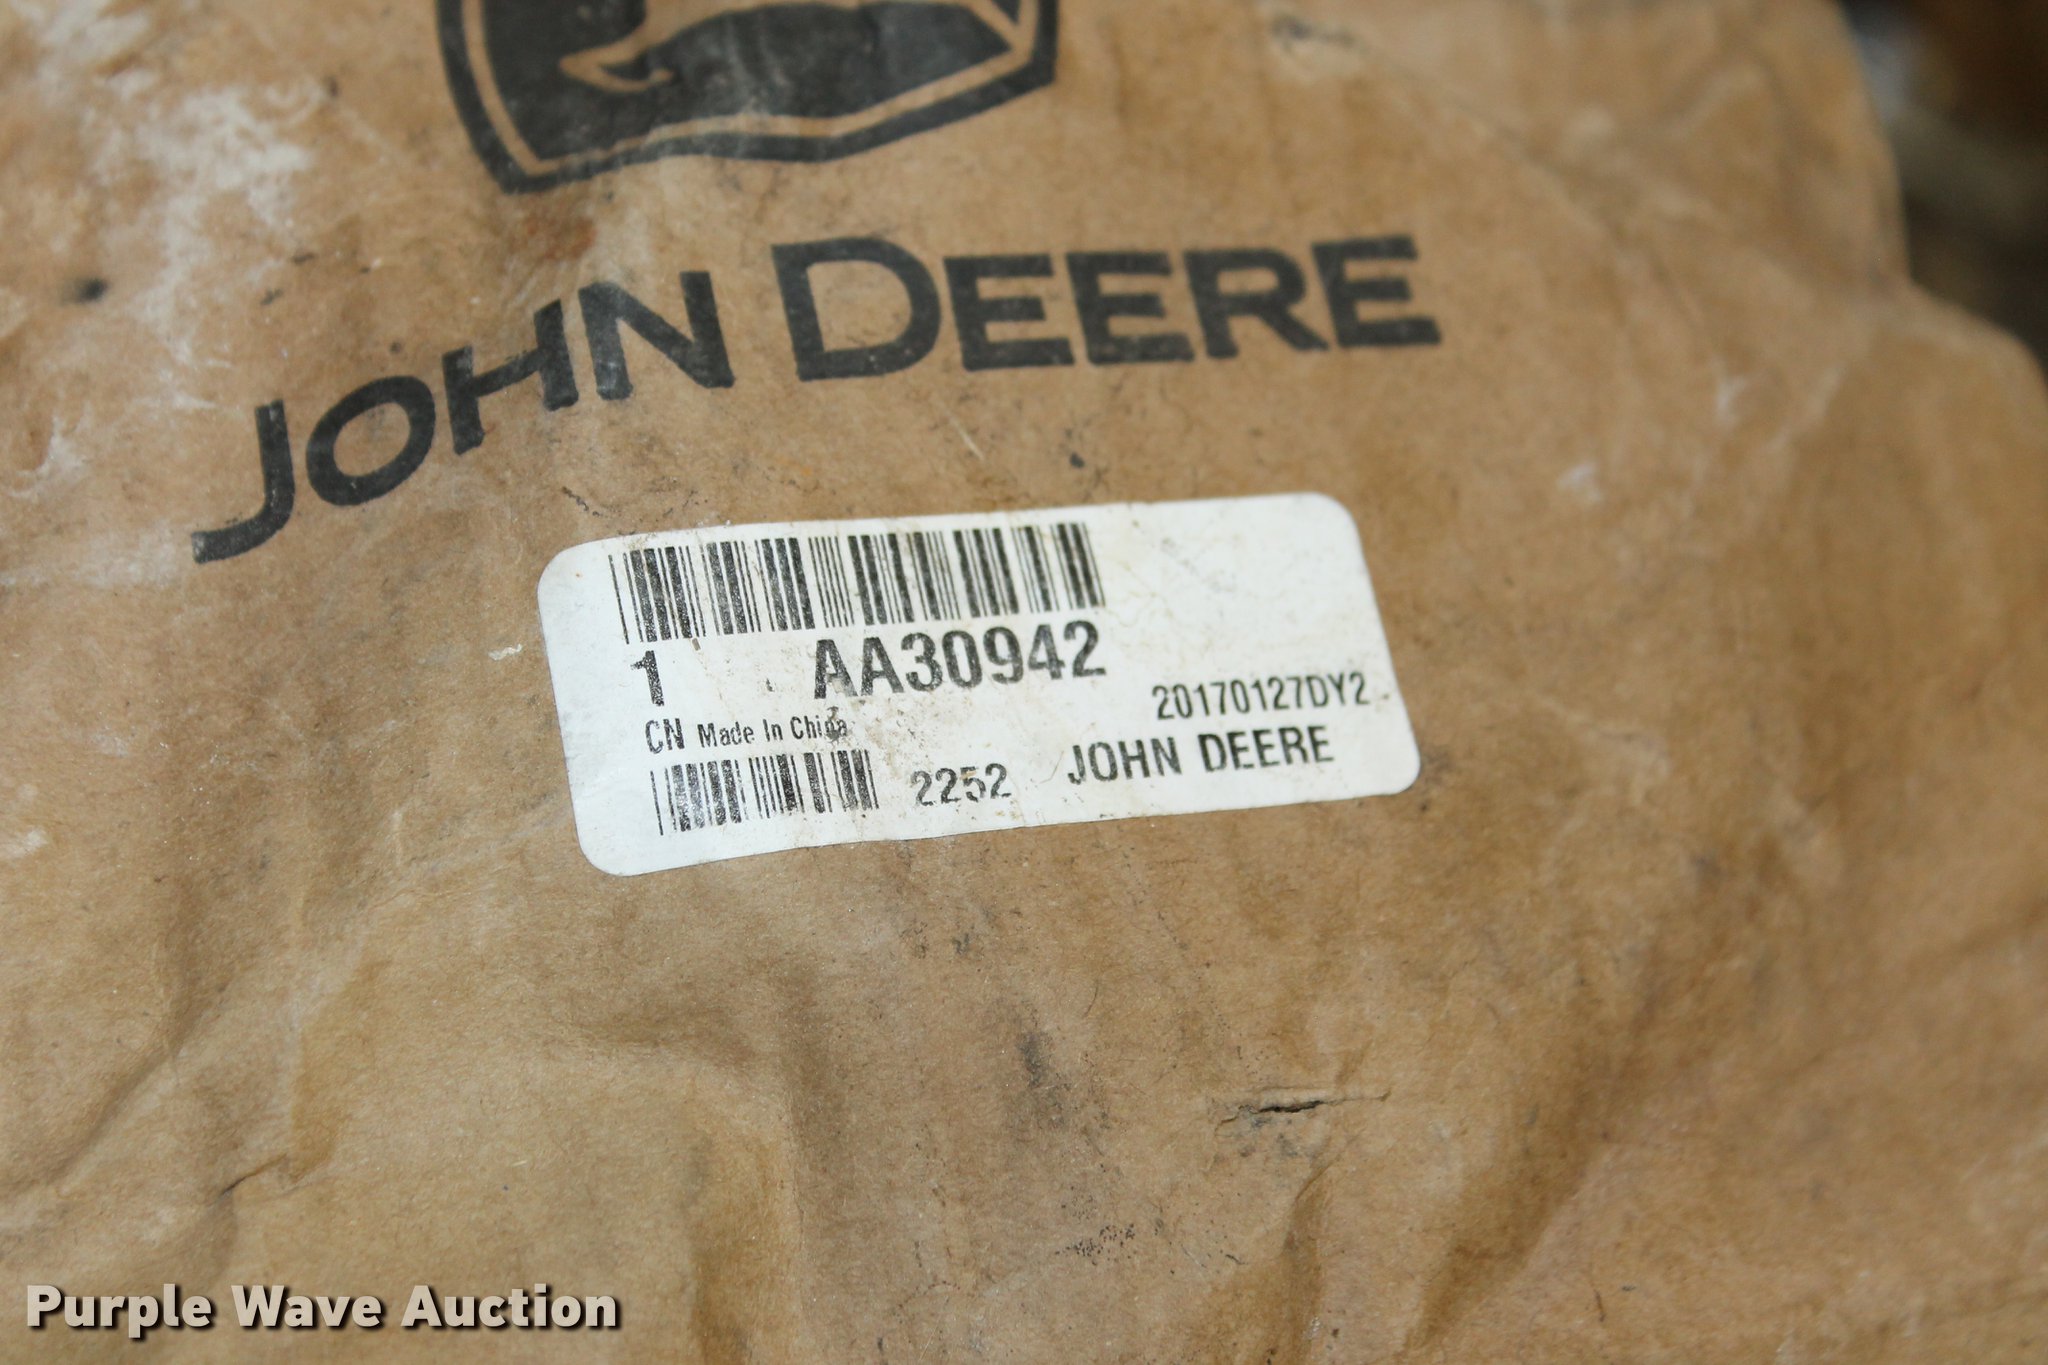 JOHN DEERE
1 AA30942
20170127DY2
CN Made In China
2252 JOHN DEERE
Purple Wave Auction